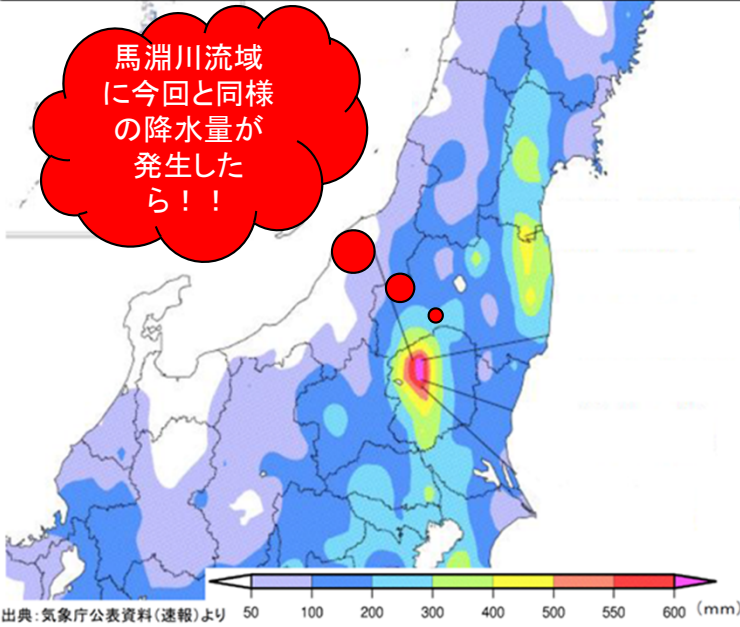 馬淵川流域
に今回と同様
の降水量が
発生した
ら！！
50 100 200 300 400 500 550 600 (mm)
出典:気象庁公表資料(速報)より